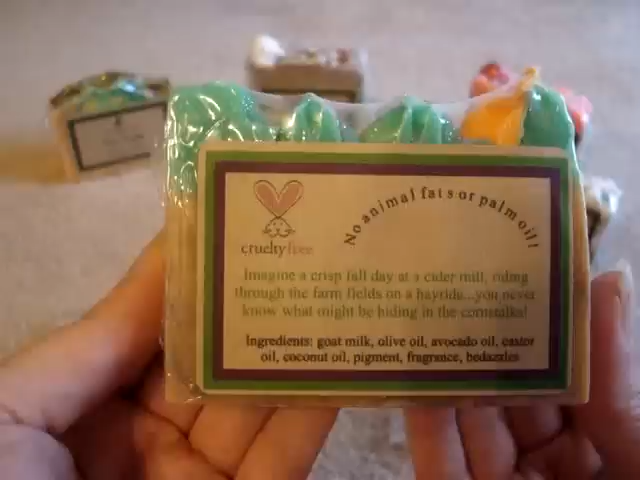 No animal fats or palm oil!
crueltyfree
Imagine a crisp fall day at a cider mill, riding
through the farm fields on a hayride...you never
know what might be hiding in the cornstalks!
Ingredients: goat milk, olive oil, avocado oil, castor
oil, coconut oil, pigment, fragrance, bedazzles